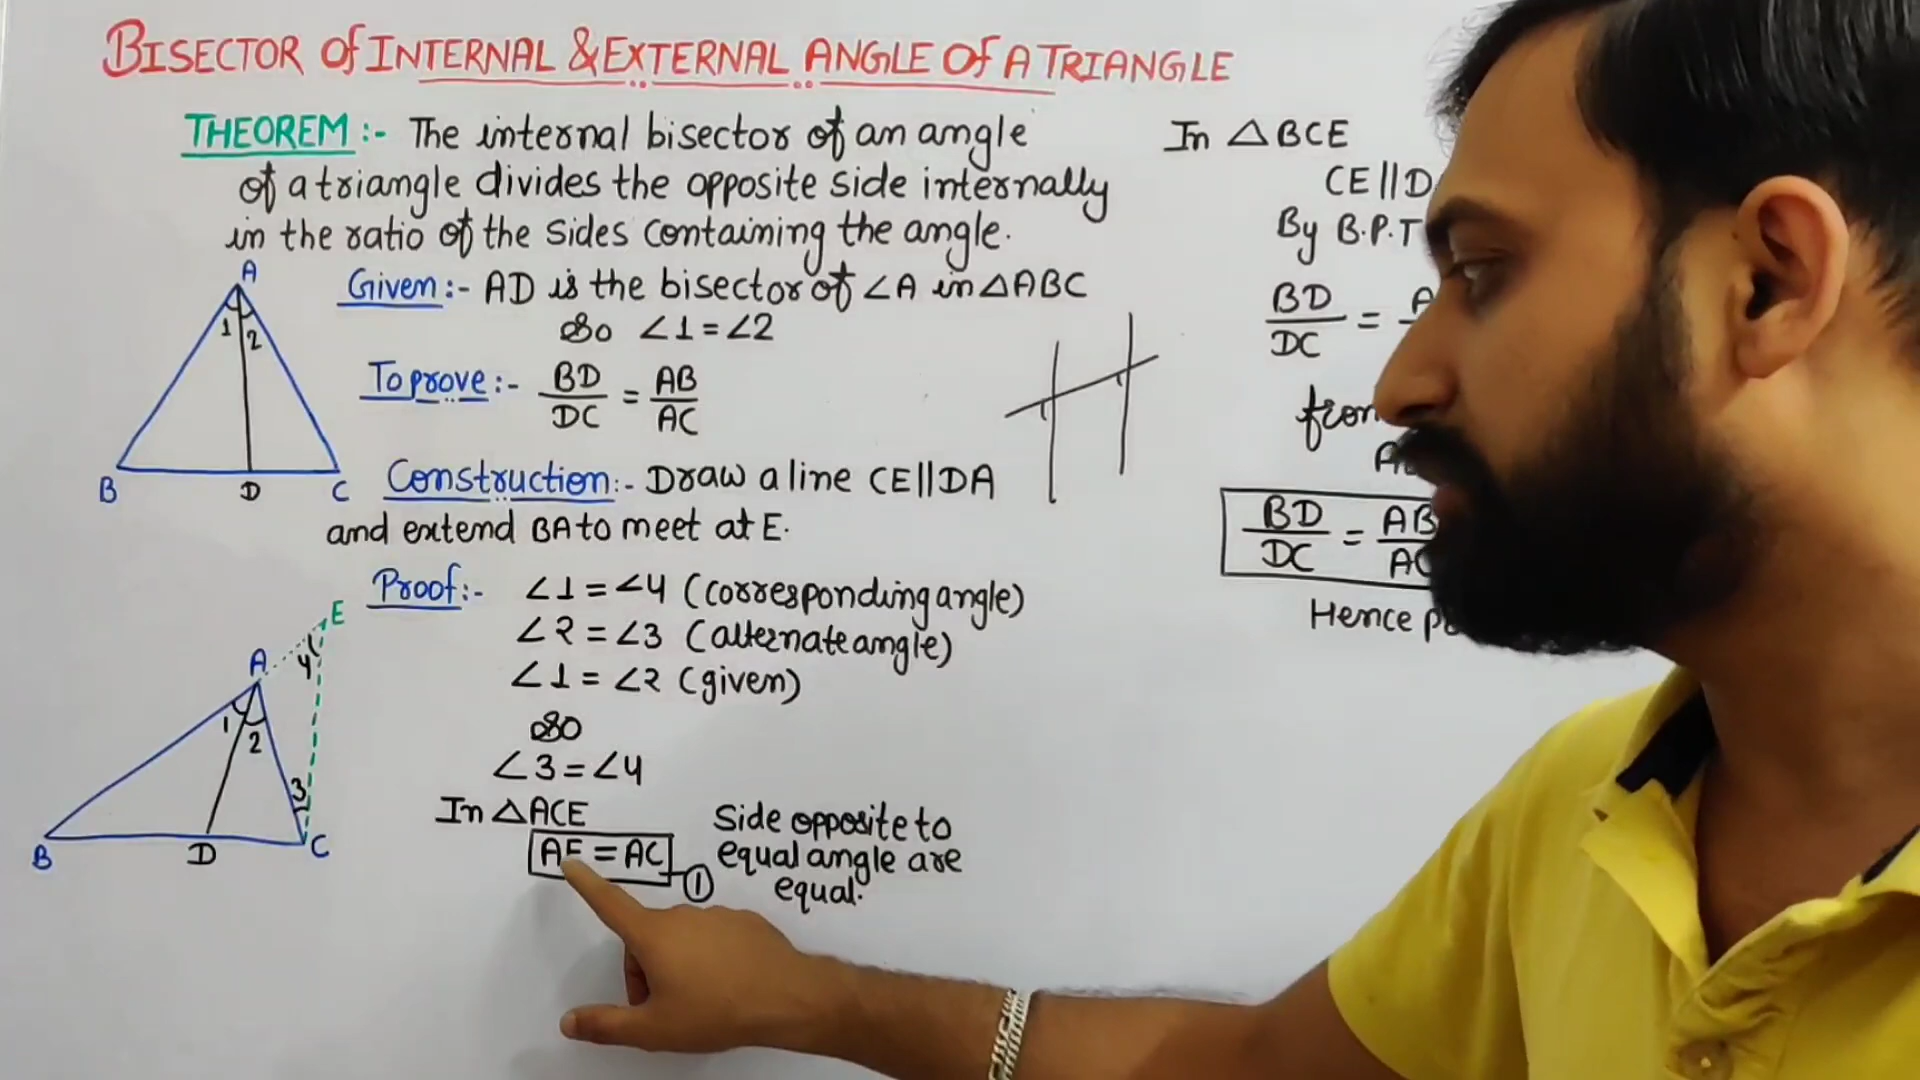 BISECTOR OF INTERNAL & EXTERNAL ANGLE OF A TRIANGLE
THEOREM :- The internal bisector of an angle
of a triangle divides the opposite side internally
in the ratio of the sides containing the angle.
A
1
2
B
D
C
Given :- AD is the bisector of ∠A in △ABC
So ∠1 = ∠2
To prove :- BD/DC = AB/AC
Construction :- Draw a line CE||DA
and extend BA to meet at E.
E
A
4
1
2
3
B
D
C
Proof :- ∠1 = ∠4 (corresponding angle)
∠2 = ∠3 (alternate angle)
∠1 = ∠2 (given)
So
∠3 = ∠4
In △ACE
AE = AC — ①
Side opposite to
equal angle are
equal.
In △BCE
CE||D
By B.P.T
BD/DC =
from
BD/DC = AB/AC
Hence